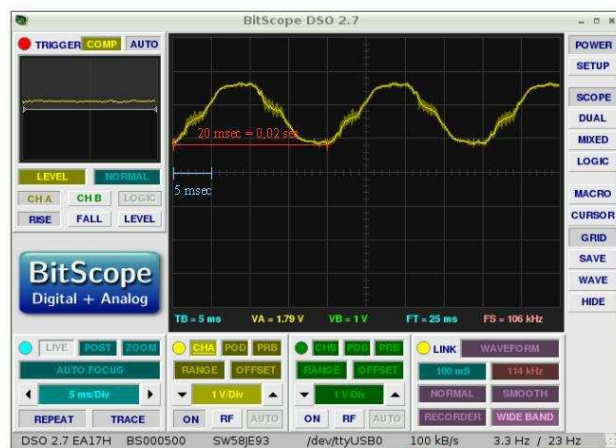 BitScope DSO 2.7
TRIGGER COMP AUTO
POWER
SETUP
SCOPE
DUAL
MIXED
LOGIC
MACRO
CURSOR
GRID
SAVE
WAVE
HIDE
20 msec = 0,02 sec
5 msec
LEVEL NORMAL
CH A CH B LOGIC
RISE FALL LEVEL
BitScope
Digital + Analog
TB = 5 ms VA = 1.79 V VB = 1 V FT = 25 ms FS = 106 kHz
LIVE POST ZOOM
AUTO FOCUS
5 ms/Div
REPEAT TRACE
CHA POD PRB
RANGE OFFSET
1 V/Div
ON RF AUTO
CHB POD PRB
RANGE OFFSET
1 V/Div
ON RF AUTO
LINK WAVEFORM
100 mS 114 kHz
NORMAL SMOOTH
RECORDER WIDE BAND
DSO 2.7 EA17H BS000500 SW58JE93 /dev/ttyUSB0 100 kB/s 3.3 Hz / 23 Hz